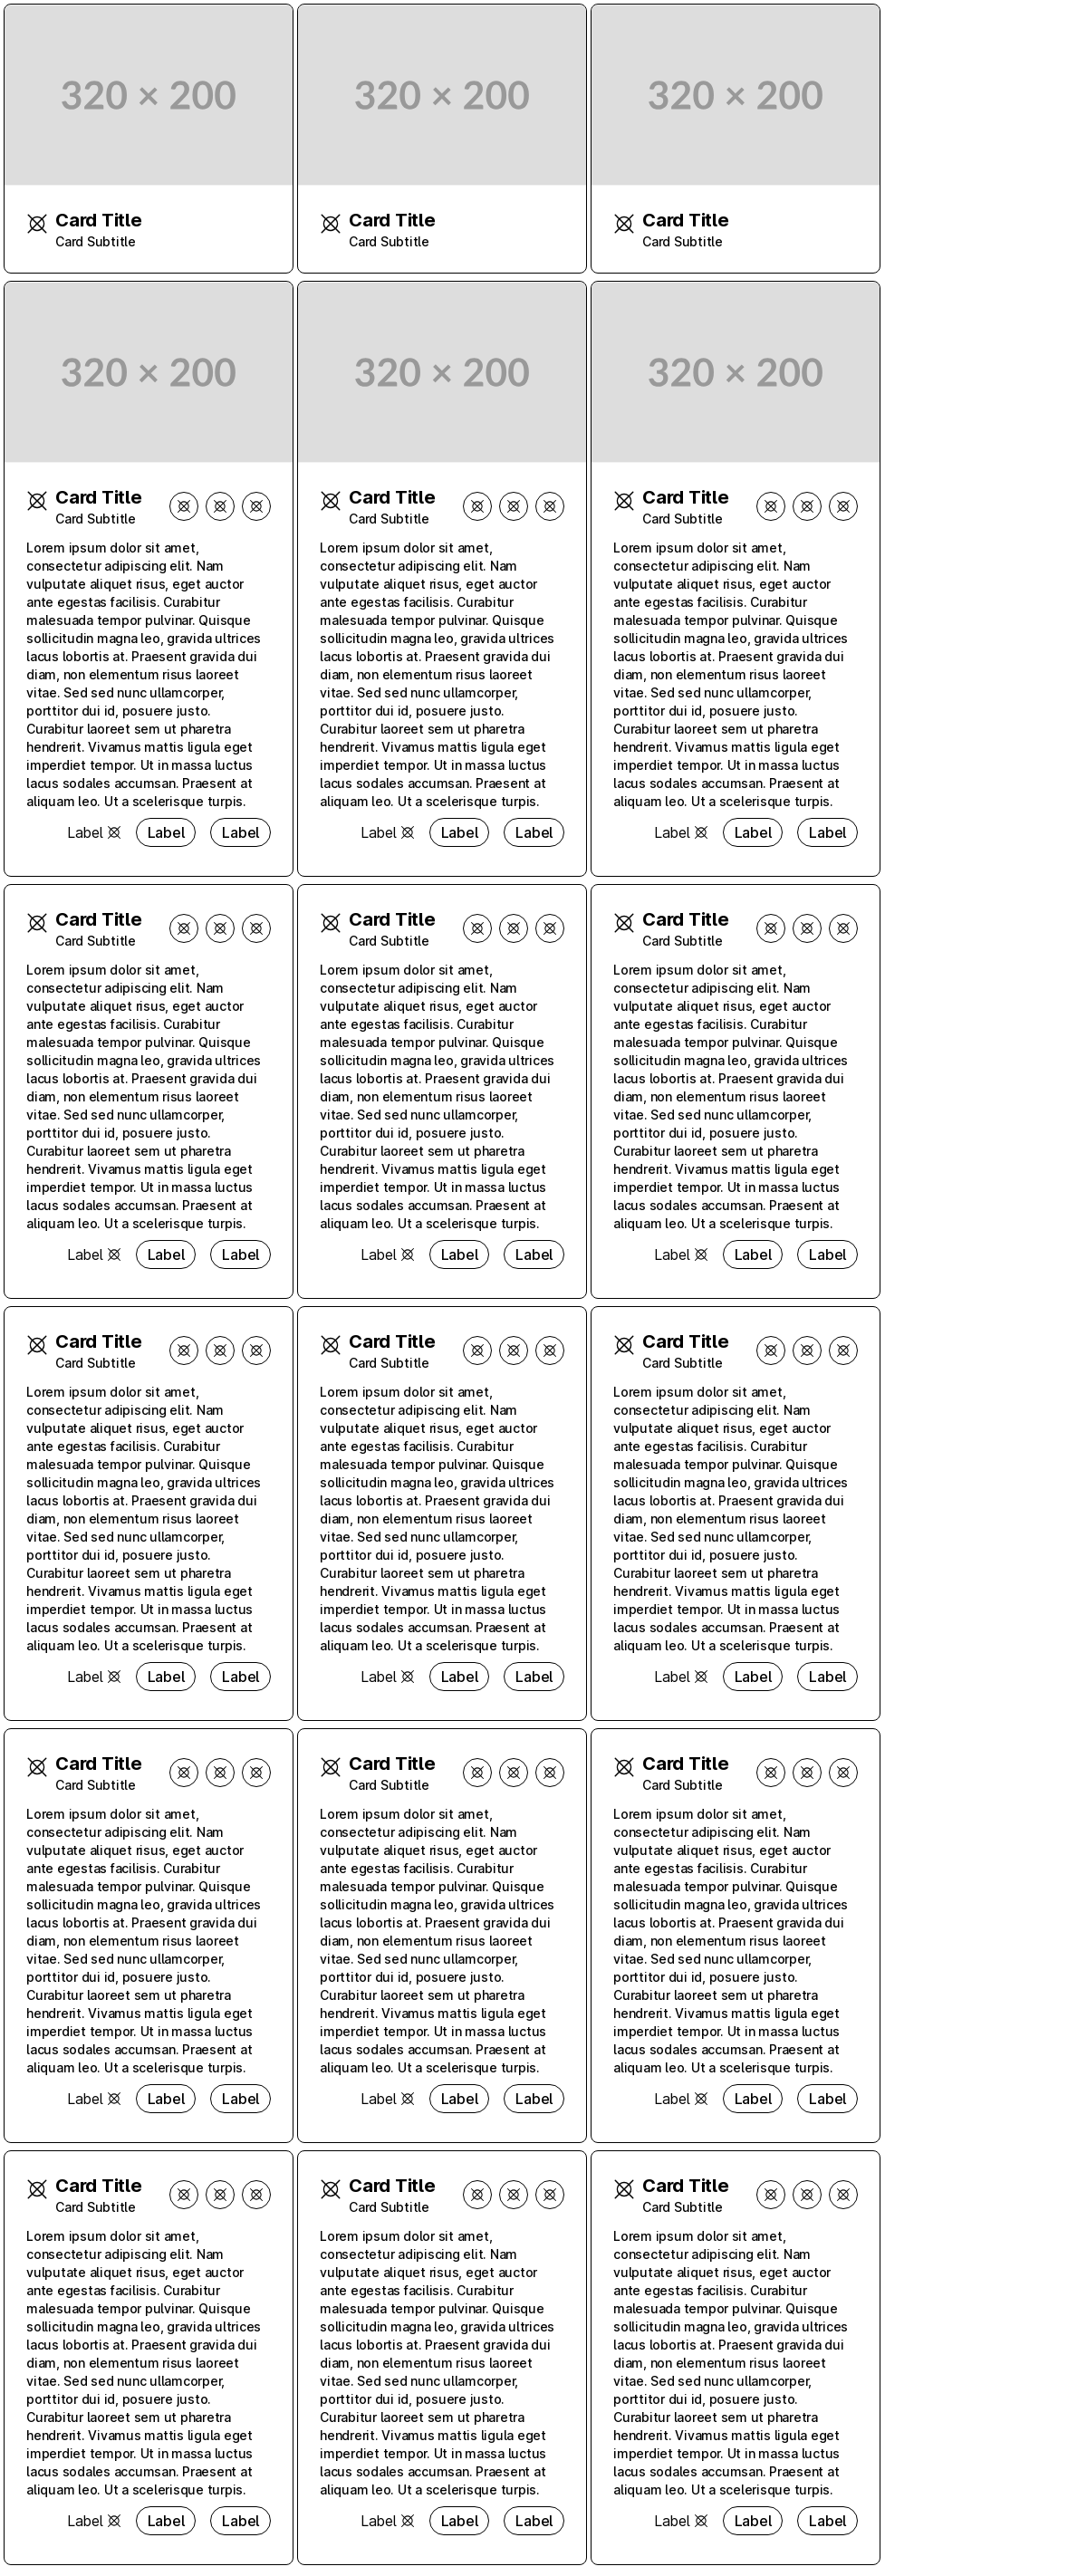 320 × 200
Card Title
Card Subtitle
320 × 200
Card Title
Card Subtitle
320 × 200
Card Title
Card Subtitle
320 × 200
Card Title
Card Subtitle
Lorem ipsum dolor sit amet,
consectetur adipiscing elit. Nam
vulputate aliquet risus, eget auctor
ante egestas facilisis. Curabitur
malesuada tempor pulvinar. Quisque
sollicitudin magna leo, gravida ultrices
lacus lobortis at. Praesent gravida dui
diam, non elementum risus laoreet
vitae. Sed sed nunc ullamcorper,
porttitor dui id, posuere justo.
Curabitur laoreet sem ut pharetra
hendrerit. Vivamus mattis ligula eget
imperdiet tempor. Ut in massa luctus
lacus sodales accumsan. Praesent at
aliquam leo. Ut a scelerisque turpis.
Label Label Label
320 × 200
Card Title
Card Subtitle
Lorem ipsum dolor sit amet,
consectetur adipiscing elit. Nam
vulputate aliquet risus, eget auctor
ante egestas facilisis. Curabitur
malesuada tempor pulvinar. Quisque
sollicitudin magna leo, gravida ultrices
lacus lobortis at. Praesent gravida dui
diam, non elementum risus laoreet
vitae. Sed sed nunc ullamcorper,
porttitor dui id, posuere justo.
Curabitur laoreet sem ut pharetra
hendrerit. Vivamus mattis ligula eget
imperdiet tempor. Ut in massa luctus
lacus sodales accumsan. Praesent at
aliquam leo. Ut a scelerisque turpis.
Label Label Label
320 × 200
Card Title
Card Subtitle
Lorem ipsum dolor sit amet,
consectetur adipiscing elit. Nam
vulputate aliquet risus, eget auctor
ante egestas facilisis. Curabitur
malesuada tempor pulvinar. Quisque
sollicitudin magna leo, gravida ultrices
lacus lobortis at. Praesent gravida dui
diam, non elementum risus laoreet
vitae. Sed sed nunc ullamcorper,
porttitor dui id, posuere justo.
Curabitur laoreet sem ut pharetra
hendrerit. Vivamus mattis ligula eget
imperdiet tempor. Ut in massa luctus
lacus sodales accumsan. Praesent at
aliquam leo. Ut a scelerisque turpis.
Label Label Label
Card Title
Card Subtitle
Lorem ipsum dolor sit amet,
consectetur adipiscing elit. Nam
vulputate aliquet risus, eget auctor
ante egestas facilisis. Curabitur
malesuada tempor pulvinar. Quisque
sollicitudin magna leo, gravida ultrices
lacus lobortis at. Praesent gravida dui
diam, non elementum risus laoreet
vitae. Sed sed nunc ullamcorper,
porttitor dui id, posuere justo.
Curabitur laoreet sem ut pharetra
hendrerit. Vivamus mattis ligula eget
imperdiet tempor. Ut in massa luctus
lacus sodales accumsan. Praesent at
aliquam leo. Ut a scelerisque turpis.
Label Label Label
Card Title
Card Subtitle
Lorem ipsum dolor sit amet,
consectetur adipiscing elit. Nam
vulputate aliquet risus, eget auctor
ante egestas facilisis. Curabitur
malesuada tempor pulvinar. Quisque
sollicitudin magna leo, gravida ultrices
lacus lobortis at. Praesent gravida dui
diam, non elementum risus laoreet
vitae. Sed sed nunc ullamcorper,
porttitor dui id, posuere justo.
Curabitur laoreet sem ut pharetra
hendrerit. Vivamus mattis ligula eget
imperdiet tempor. Ut in massa luctus
lacus sodales accumsan. Praesent at
aliquam leo. Ut a scelerisque turpis.
Label Label Label
Card Title
Card Subtitle
Lorem ipsum dolor sit amet,
consectetur adipiscing elit. Nam
vulputate aliquet risus, eget auctor
ante egestas facilisis. Curabitur
malesuada tempor pulvinar. Quisque
sollicitudin magna leo, gravida ultrices
lacus lobortis at. Praesent gravida dui
diam, non elementum risus laoreet
vitae. Sed sed nunc ullamcorper,
porttitor dui id, posuere justo.
Curabitur laoreet sem ut pharetra
hendrerit. Vivamus mattis ligula eget
imperdiet tempor. Ut in massa luctus
lacus sodales accumsan. Praesent at
aliquam leo. Ut a scelerisque turpis.
Label Label Label
Card Title
Card Subtitle
Lorem ipsum dolor sit amet,
consectetur adipiscing elit. Nam
vulputate aliquet risus, eget auctor
ante egestas facilisis. Curabitur
malesuada tempor pulvinar. Quisque
sollicitudin magna leo, gravida ultrices
lacus lobortis at. Praesent gravida dui
diam, non elementum risus laoreet
vitae. Sed sed nunc ullamcorper,
porttitor dui id, posuere justo.
Curabitur laoreet sem ut pharetra
hendrerit. Vivamus mattis ligula eget
imperdiet tempor. Ut in massa luctus
lacus sodales accumsan. Praesent at
aliquam leo. Ut a scelerisque turpis.
Label Label Label
Card Title
Card Subtitle
Lorem ipsum dolor sit amet,
consectetur adipiscing elit. Nam
vulputate aliquet risus, eget auctor
ante egestas facilisis. Curabitur
malesuada tempor pulvinar. Quisque
sollicitudin magna leo, gravida ultrices
lacus lobortis at. Praesent gravida dui
diam, non elementum risus laoreet
vitae. Sed sed nunc ullamcorper,
porttitor dui id, posuere justo.
Curabitur laoreet sem ut pharetra
hendrerit. Vivamus mattis ligula eget
imperdiet tempor. Ut in massa luctus
lacus sodales accumsan. Praesent at
aliquam leo. Ut a scelerisque turpis.
Label Label Label
Card Title
Card Subtitle
Lorem ipsum dolor sit amet,
consectetur adipiscing elit. Nam
vulputate aliquet risus, eget auctor
ante egestas facilisis. Curabitur
malesuada tempor pulvinar. Quisque
sollicitudin magna leo, gravida ultrices
lacus lobortis at. Praesent gravida dui
diam, non elementum risus laoreet
vitae. Sed sed nunc ullamcorper,
porttitor dui id, posuere justo.
Curabitur laoreet sem ut pharetra
hendrerit. Vivamus mattis ligula eget
imperdiet tempor. Ut in massa luctus
lacus sodales accumsan. Praesent at
aliquam leo. Ut a scelerisque turpis.
Label Label Label
Card Title
Card Subtitle
Lorem ipsum dolor sit amet,
consectetur adipiscing elit. Nam
vulputate aliquet risus, eget auctor
ante egestas facilisis. Curabitur
malesuada tempor pulvinar. Quisque
sollicitudin magna leo, gravida ultrices
lacus lobortis at. Praesent gravida dui
diam, non elementum risus laoreet
vitae. Sed sed nunc ullamcorper,
porttitor dui id, posuere justo.
Curabitur laoreet sem ut pharetra
hendrerit. Vivamus mattis ligula eget
imperdiet tempor. Ut in massa luctus
lacus sodales accumsan. Praesent at
aliquam leo. Ut a scelerisque turpis.
Label Label Label
Card Title
Card Subtitle
Lorem ipsum dolor sit amet,
consectetur adipiscing elit. Nam
vulputate aliquet risus, eget auctor
ante egestas facilisis. Curabitur
malesuada tempor pulvinar. Quisque
sollicitudin magna leo, gravida ultrices
lacus lobortis at. Praesent gravida dui
diam, non elementum risus laoreet
vitae. Sed sed nunc ullamcorper,
porttitor dui id, posuere justo.
Curabitur laoreet sem ut pharetra
hendrerit. Vivamus mattis ligula eget
imperdiet tempor. Ut in massa luctus
lacus sodales accumsan. Praesent at
aliquam leo. Ut a scelerisque turpis.
Label Label Label
Card Title
Card Subtitle
Lorem ipsum dolor sit amet,
consectetur adipiscing elit. Nam
vulputate aliquet risus, eget auctor
ante egestas facilisis. Curabitur
malesuada tempor pulvinar. Quisque
sollicitudin magna leo, gravida ultrices
lacus lobortis at. Praesent gravida dui
diam, non elementum risus laoreet
vitae. Sed sed nunc ullamcorper,
porttitor dui id, posuere justo.
Curabitur laoreet sem ut pharetra
hendrerit. Vivamus mattis ligula eget
imperdiet tempor. Ut in massa luctus
lacus sodales accumsan. Praesent at
aliquam leo. Ut a scelerisque turpis.
Label Label Label
Card Title
Card Subtitle
Lorem ipsum dolor sit amet,
consectetur adipiscing elit. Nam
vulputate aliquet risus, eget auctor
ante egestas facilisis. Curabitur
malesuada tempor pulvinar. Quisque
sollicitudin magna leo, gravida ultrices
lacus lobortis at. Praesent gravida dui
diam, non elementum risus laoreet
vitae. Sed sed nunc ullamcorper,
porttitor dui id, posuere justo.
Curabitur laoreet sem ut pharetra
hendrerit. Vivamus mattis ligula eget
imperdiet tempor. Ut in massa luctus
lacus sodales accumsan. Praesent at
aliquam leo. Ut a scelerisque turpis.
Label Label Label
Card Title
Card Subtitle
Lorem ipsum dolor sit amet,
consectetur adipiscing elit. Nam
vulputate aliquet risus, eget auctor
ante egestas facilisis. Curabitur
malesuada tempor pulvinar. Quisque
sollicitudin magna leo, gravida ultrices
lacus lobortis at. Praesent gravida dui
diam, non elementum risus laoreet
vitae. Sed sed nunc ullamcorper,
porttitor dui id, posuere justo.
Curabitur laoreet sem ut pharetra
hendrerit. Vivamus mattis ligula eget
imperdiet tempor. Ut in massa luctus
lacus sodales accumsan. Praesent at
aliquam leo. Ut a scelerisque turpis.
Label Label Label
Card Title
Card Subtitle
Lorem ipsum dolor sit amet,
consectetur adipiscing elit. Nam
vulputate aliquet risus, eget auctor
ante egestas facilisis. Curabitur
malesuada tempor pulvinar. Quisque
sollicitudin magna leo, gravida ultrices
lacus lobortis at. Praesent gravida dui
diam, non elementum risus laoreet
vitae. Sed sed nunc ullamcorper,
porttitor dui id, posuere justo.
Curabitur laoreet sem ut pharetra
hendrerit. Vivamus mattis ligula eget
imperdiet tempor. Ut in massa luctus
lacus sodales accumsan. Praesent at
aliquam leo. Ut a scelerisque turpis.
Label Label Label